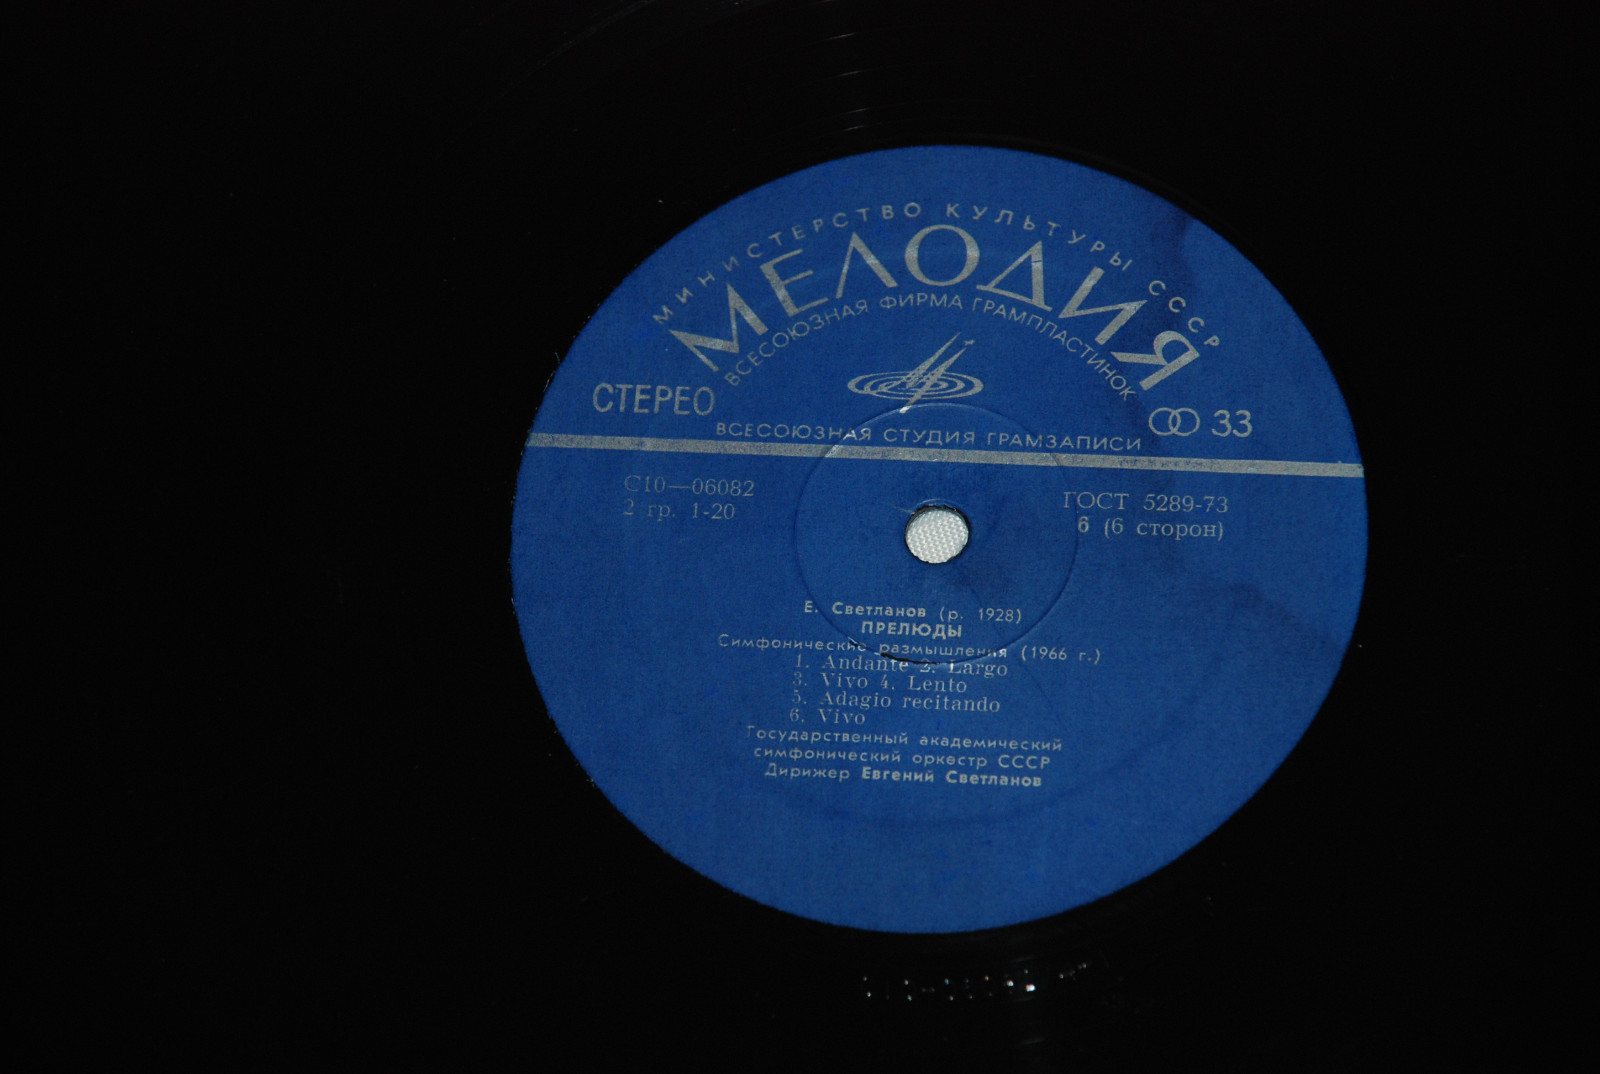 МИНИСТЕРСТВО КУЛЬТУРЫ СССР
МЕЛОДИЯ
ВСЕСОЮЗНАЯ ФИРМА ГРАМПЛАСТИНОК
СТЕРЕО
33
ВСЕСОЮЗНАЯ СТУДИЯ ГРАМЗАПИСИ
С10—06082
2 гр. 1-20
ГОСТ 5289-73
6 (6 сторон)
Е. Светланов (р. 1928)
ПРЕЛЮДЫ
Симфонические размышления (1966 г.)
1. Andante 2. Largo
3. Vivo 4. Lento
5. Adagio recitando
6. Vivo
Государственный академический
симфонический оркестр СССР
Дирижер Евгений Светланов